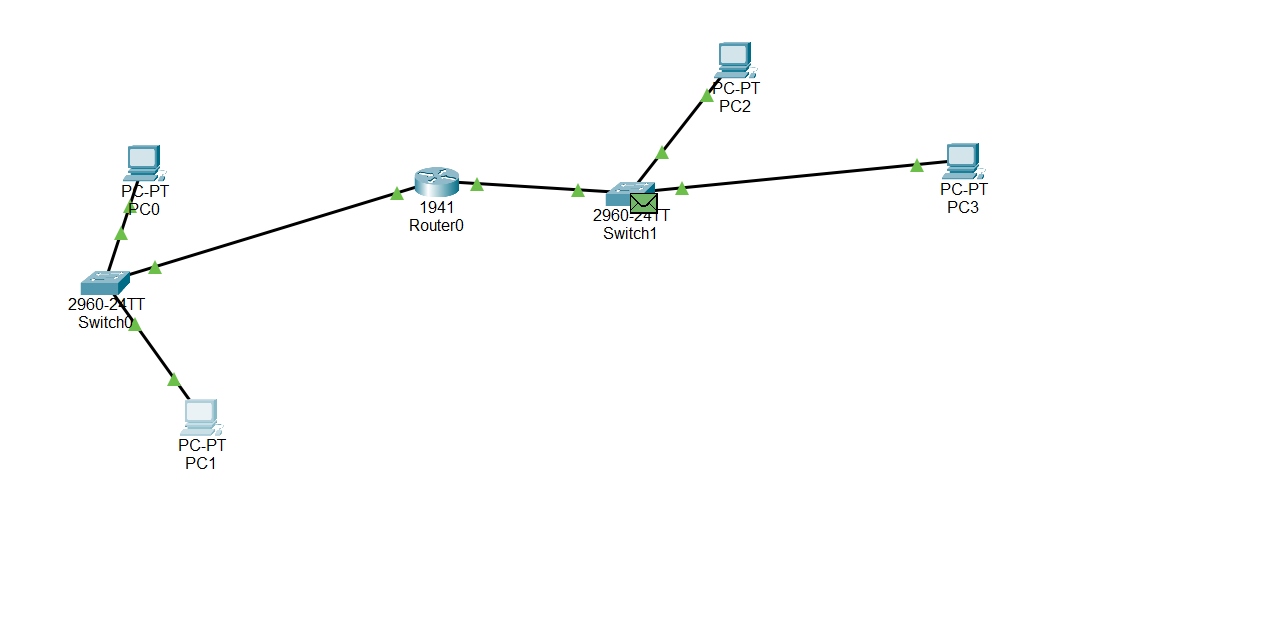 PC-PT
PC2
PC-PT
PC0
PC-PT
PC3
1941
Router0
2960-24TT
Switch1
2960-24TT
Switch0
PC-PT
PC1